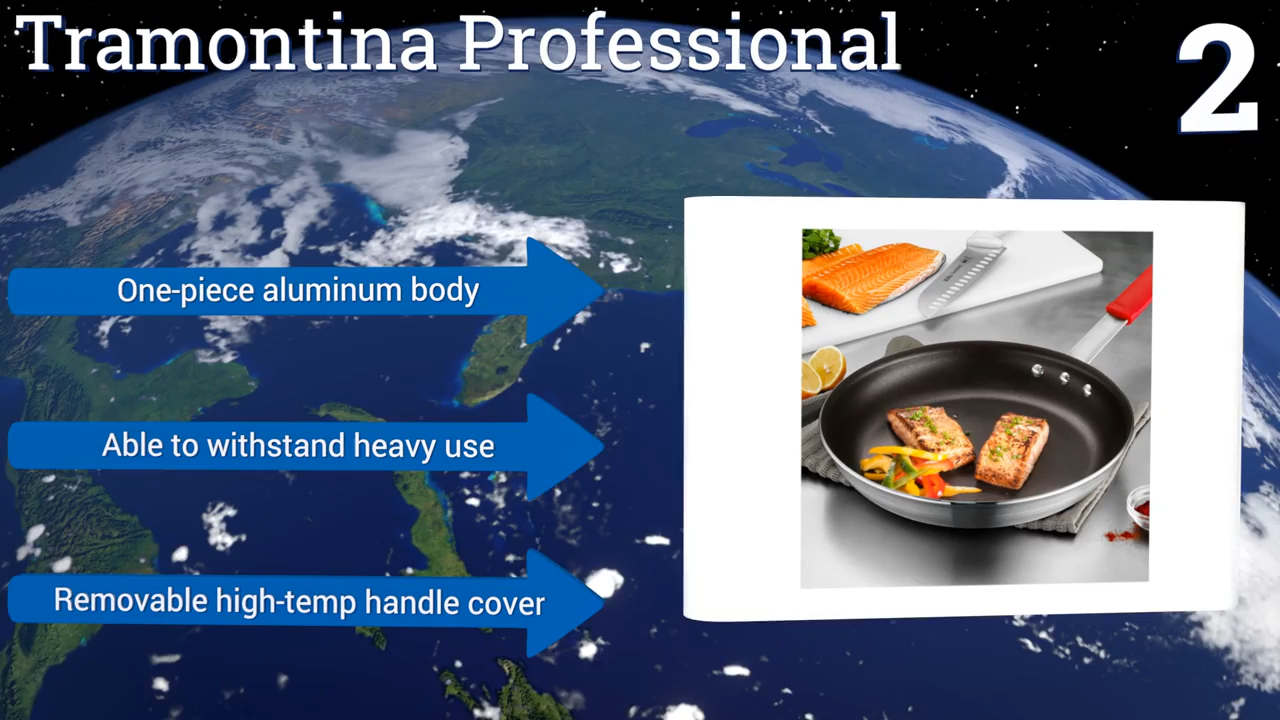 Tramontina Professional
2
One-piece aluminum body
Able to withstand heavy use
Removable high-temp handle cover